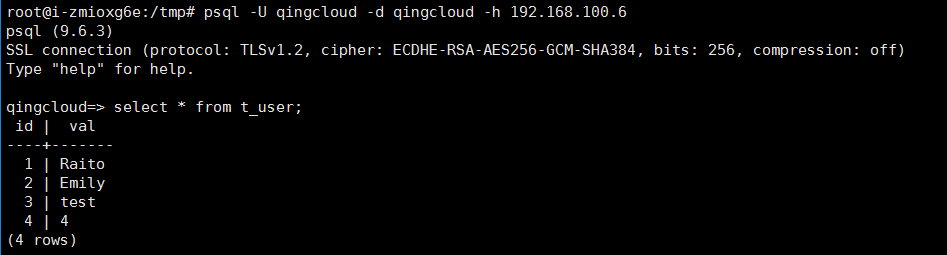 root@i-zmioxg6e:/tmp# psql -U qingcloud -d qingcloud -h 192.168.100.6
psql (9.6.3)
SSL connection (protocol: TLSv1.2, cipher: ECDHE-RSA-AES256-GCM-SHA384, bits: 256, compression: off)
Type "help" for help.

qingcloud=> select * from t_user;
 id |  val
----+-------
  1 | Raito
  2 | Emily
  3 | test
  4 | 4
(4 rows)